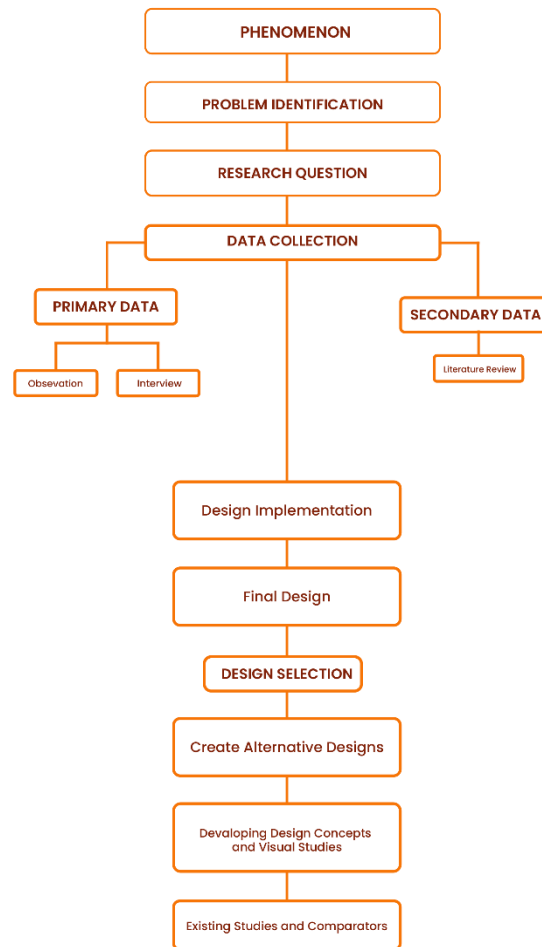 PHENOMENON
PROBLEM IDENTIFICATION
RESEARCH QUESTION
DATA COLLECTION
PRIMARY DATA
SECONDARY DATA
Obsevation
Interview
Literature Review
Design Implementation
Final Design
DESIGN SELECTION
Create Alternative Designs
Devaloping Design Concepts
and Visual Studies
Existing Studies and Comparators